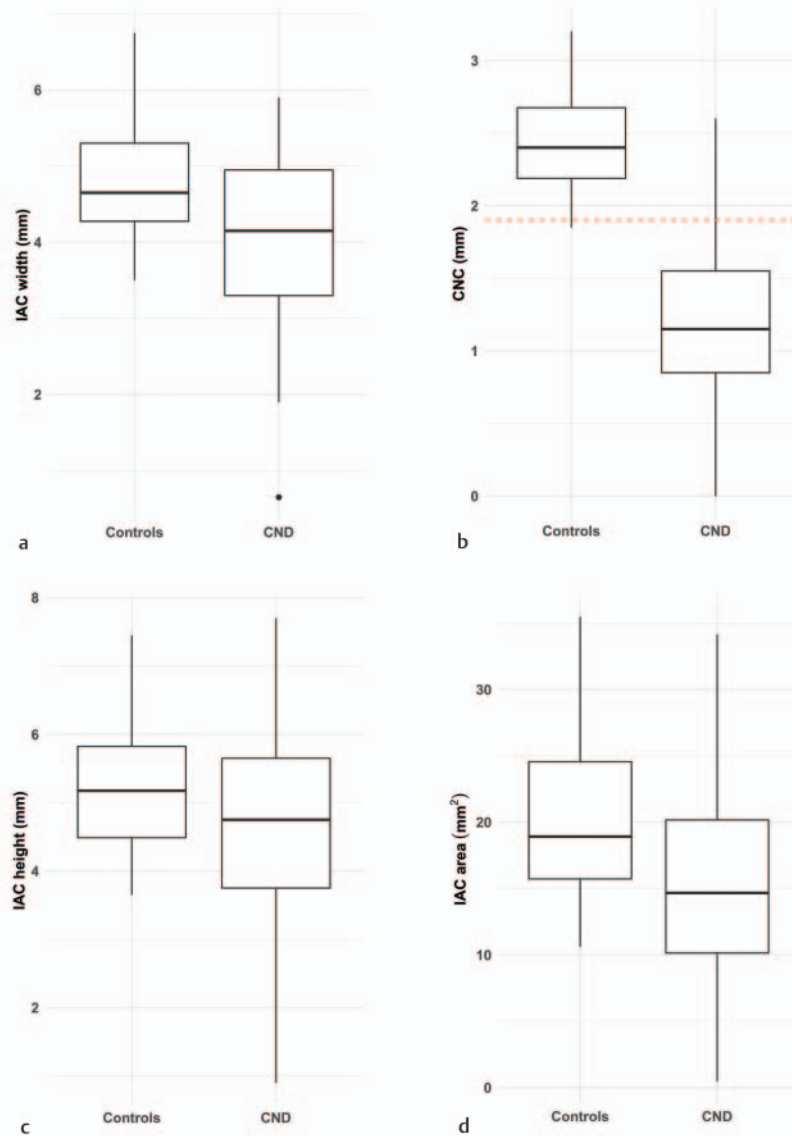 6
4
2
IAC width (mm)
Controls CND
a
3
2
1
0
CNC (mm)
Controls CND
b
8
6
4
2
IAC height (mm)
Controls CND
c
30
20
10
0
IAC area (mm²)
Controls CND
d